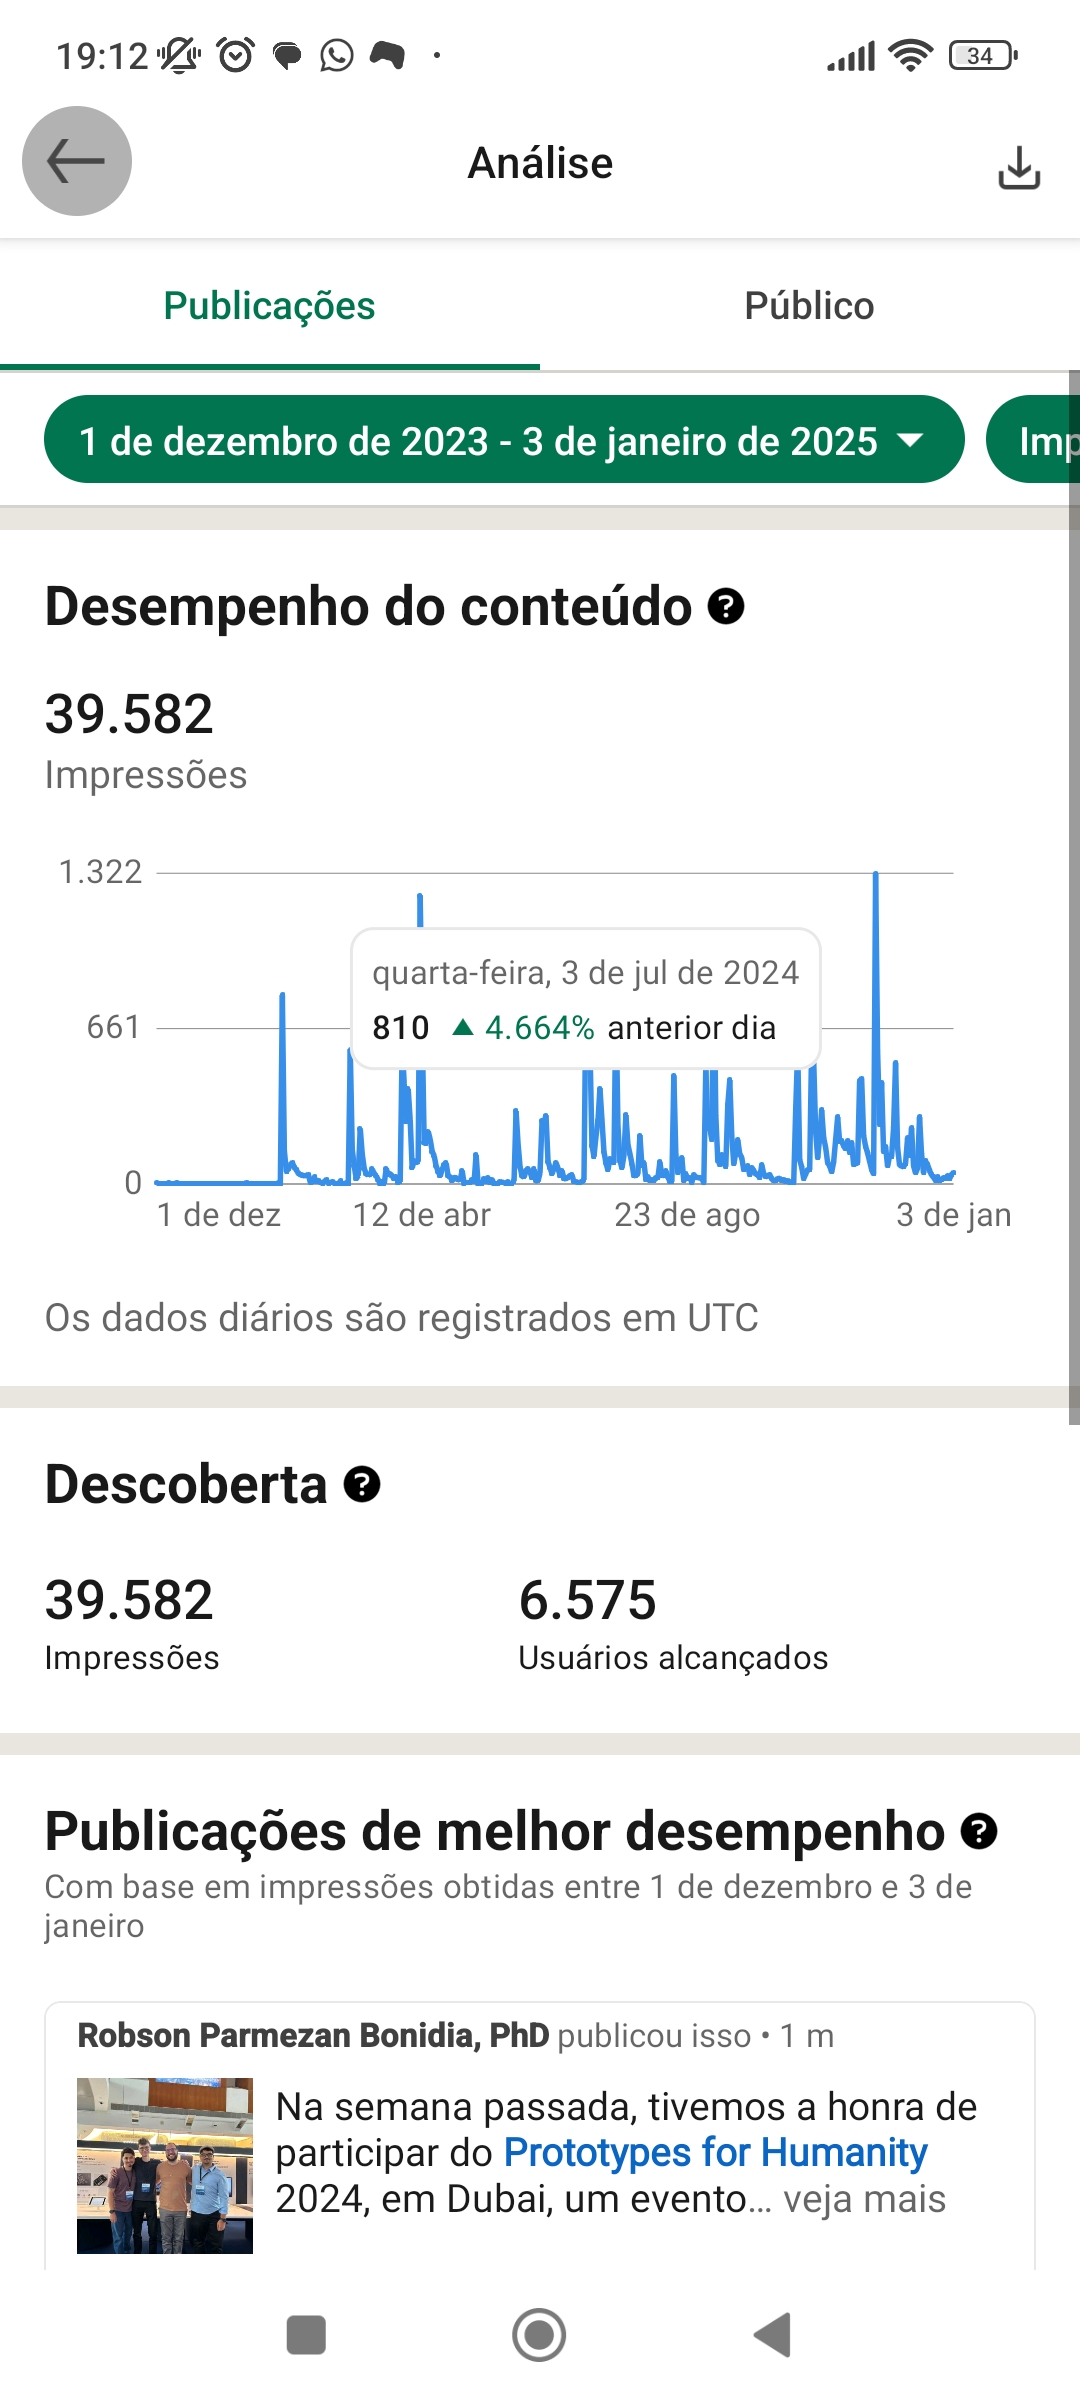 19:12
34
Análise
Publicações
Público
1 de dezembro de 2023 - 3 de janeiro de 2025
Imp
Desempenho do conteúdo
39.582
Impressões
1.322
quarta-feira, 3 de jul de 2024
661
810 ▲ 4.664% anterior dia
0
1 de dez 12 de abr 23 de ago 3 de jan
Os dados diários são registrados em UTC
Descoberta
39.582 6.575
Impressões Usuários alcançados
Publicações de melhor desempenho
Com base em impressões obtidas entre 1 de dezembro e 3 de
janeiro
Robson Parmezan Bonidia, PhD publicou isso • 1 m
Na semana passada, tivemos a honra de
participar do Prototypes for Humanity
2024, em Dubai, um evento... veja mais